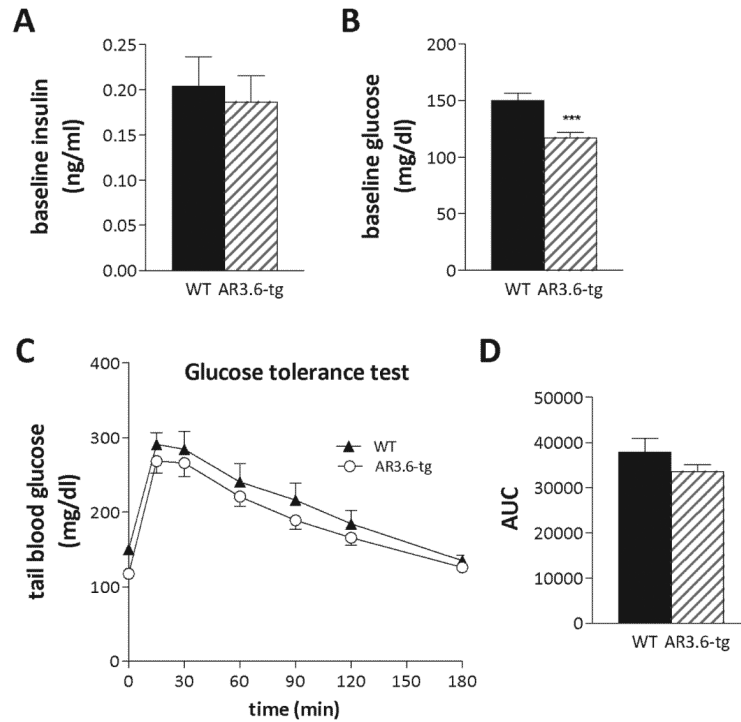 A
baseline insulin
(ng/ml)
0.25
0.20
0.15
0.10
0.05
0.00
WT AR3.6-tg
B
baseline glucose
(mg/dl)
200
150
100
50
0
***
WT AR3.6-tg
C
Glucose tolerance test
tail blood glucose
(mg/dl)
400
300
200
100
0
WT
AR3.6-tg
0 30 60 90 120 180
time (min)
D
AUC
50000
40000
30000
20000
10000
0
WT AR3.6-tg